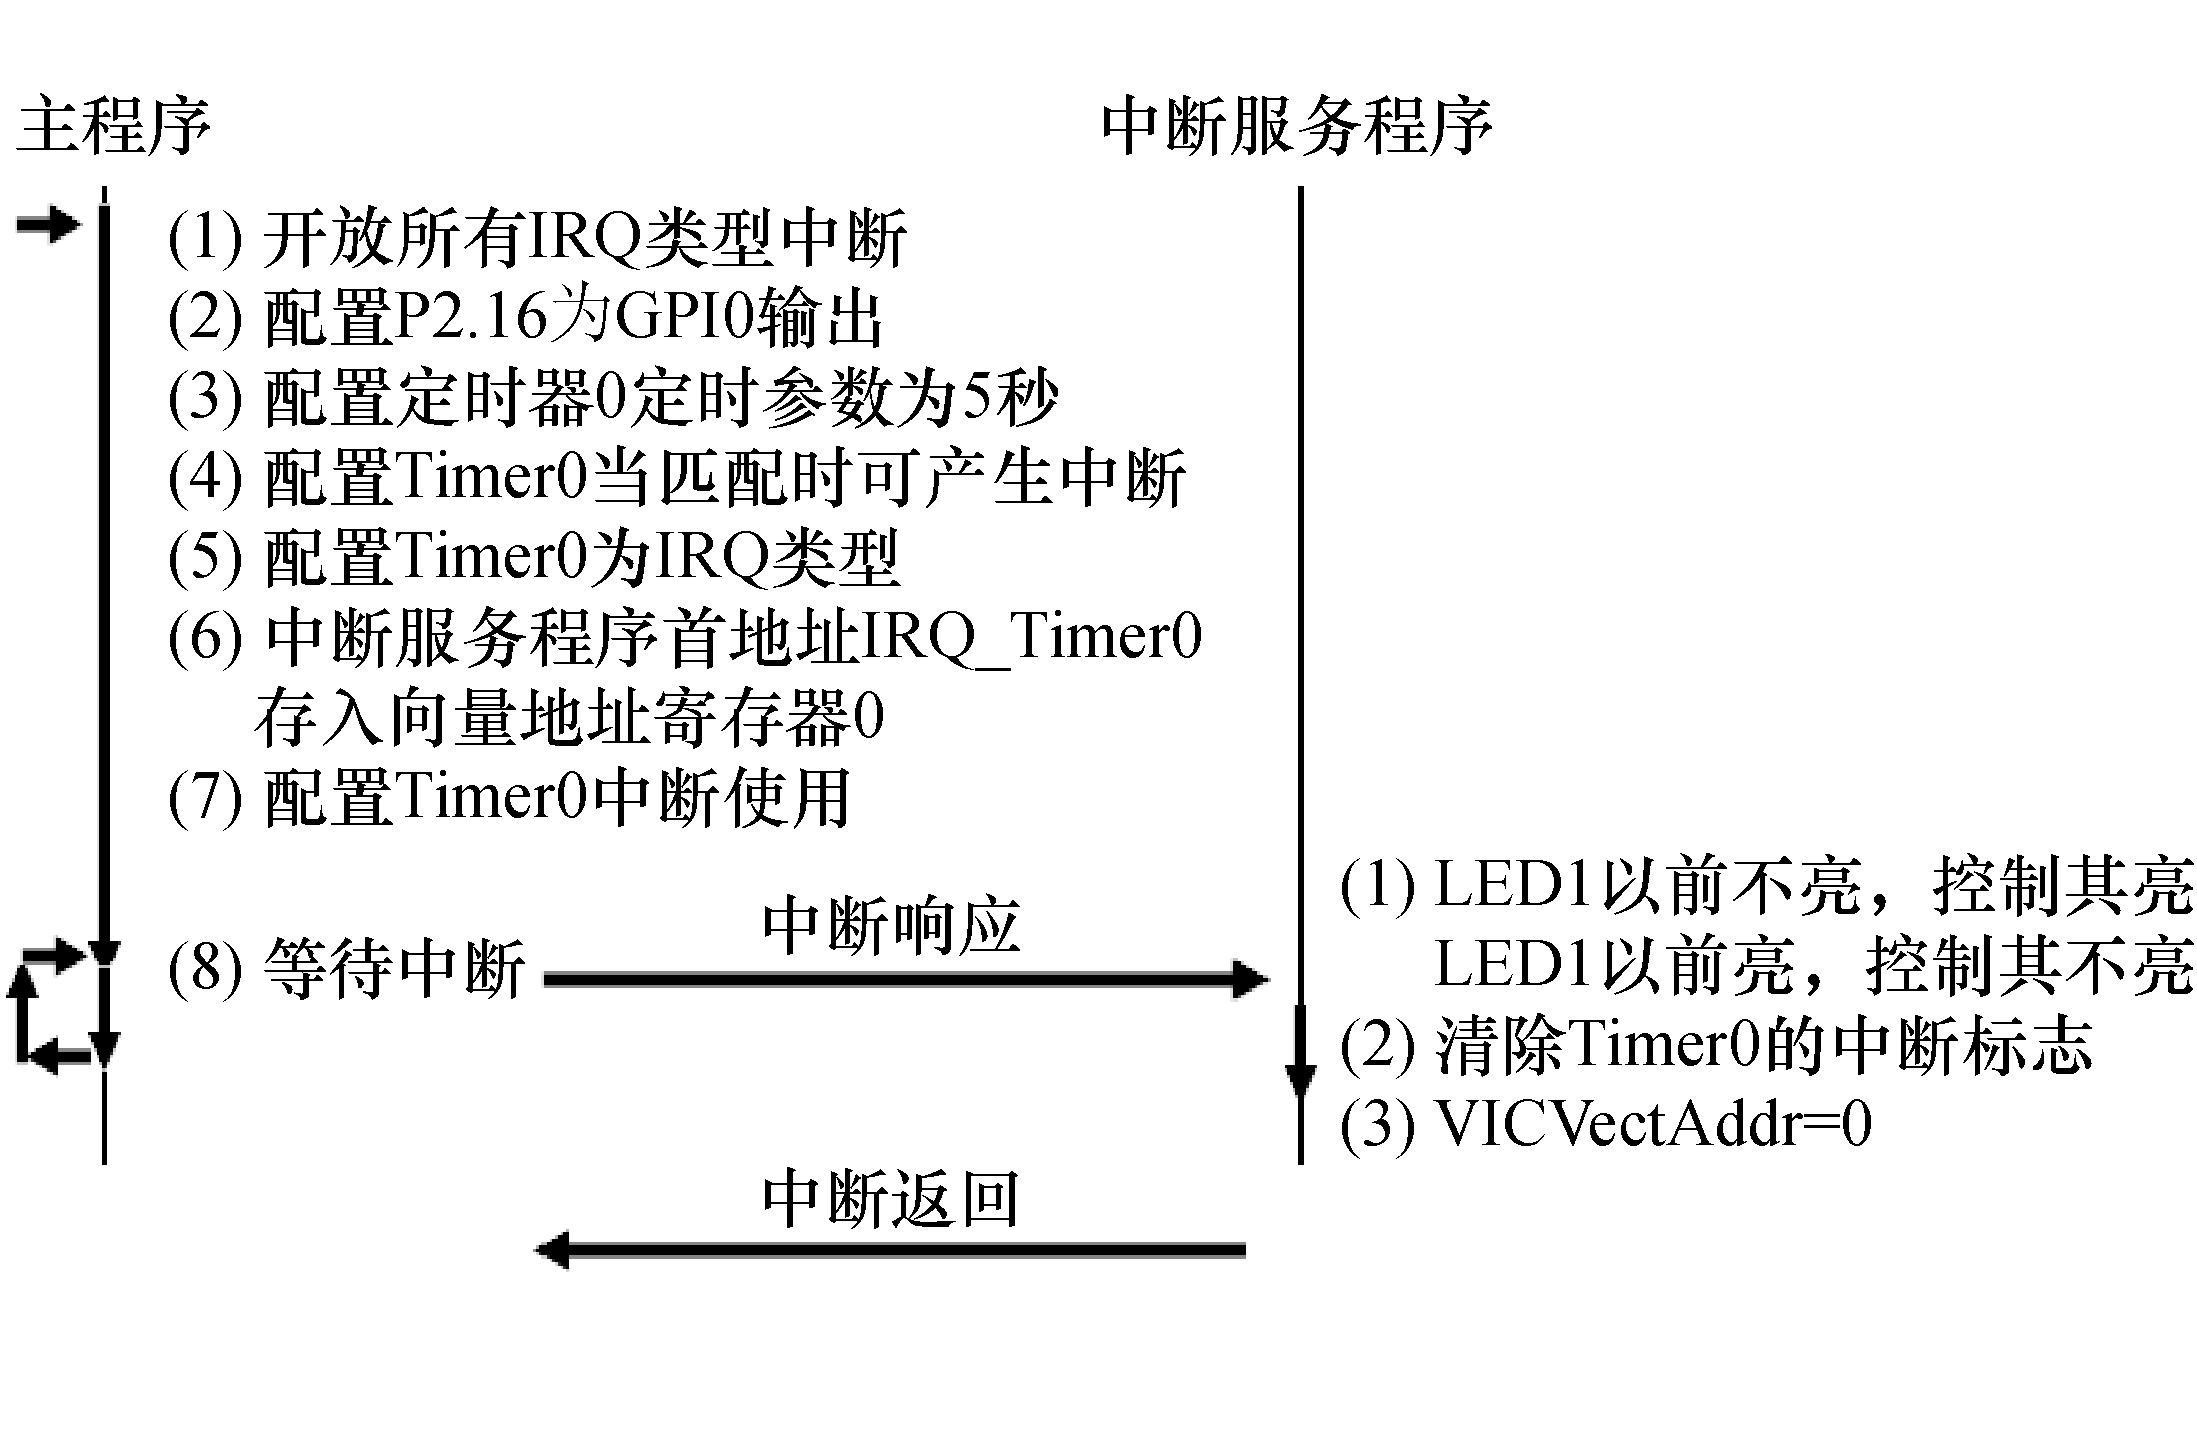 主程序
中断服务程序
(1) 开放所有IRQ类型中断
(2) 配置P2.16为GPI0输出
(3) 配置定时器0定时参数为5秒
(4) 配置Timer0当匹配时可产生中断
(5) 配置Timer0为IRQ类型
(6) 中断服务程序首地址IRQ_Timer0
存入向量地址寄存器0
(7) 配置Timer0中断使用
(8) 等待中断
中断响应
(1) LED1以前不亮，控制其亮
LED1以前亮，控制其不亮
(2) 清除Timer0的中断标志
(3) VICVectAddr=0
中断返回